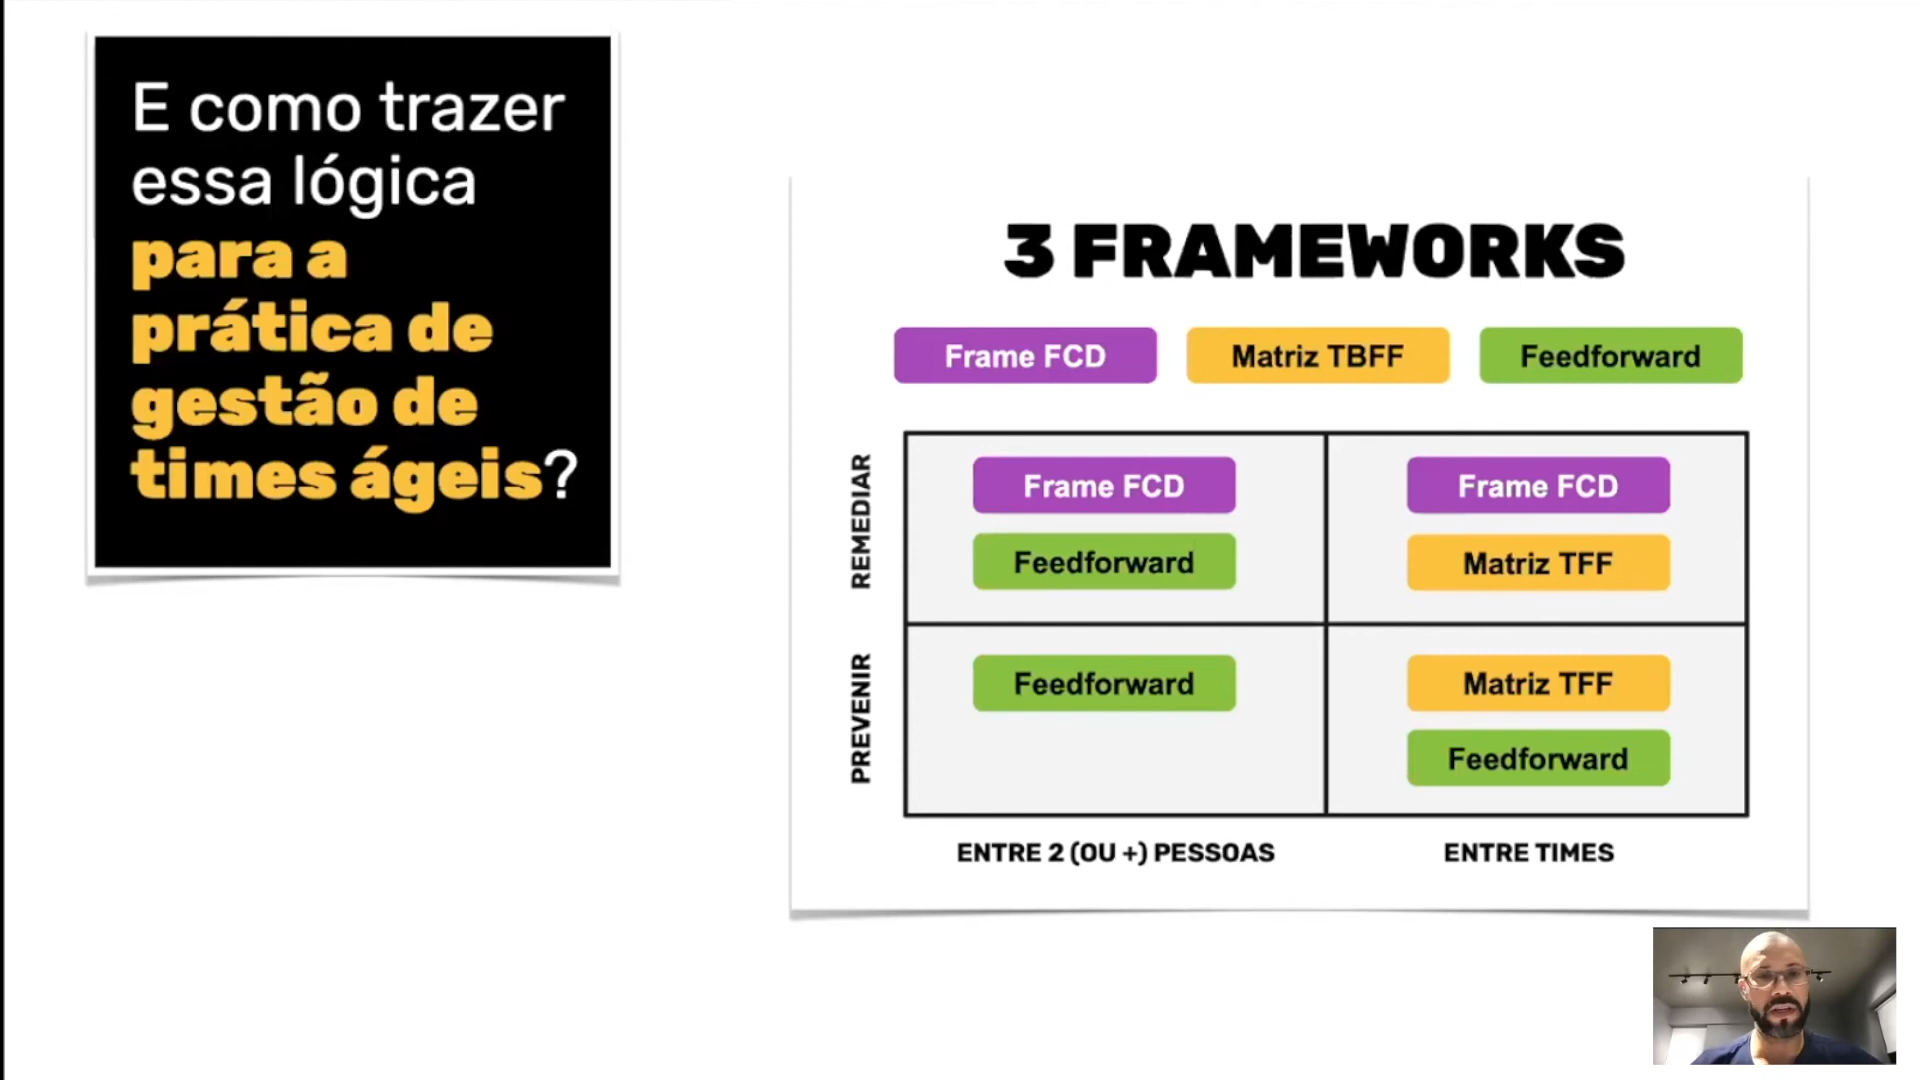 E como trazer
essa lógica
para a
prática de
gestão de
times ágeis?
3 FRAMEWORKS
Frame FCD
Matriz TBFF
Feedforward
REMEDIAR
Frame FCD
Feedforward
Frame FCD
Matriz TFF
PREVENIR
Feedforward
Matriz TFF
Feedforward
ENTRE 2 (OU +) PESSOAS
ENTRE TIMES